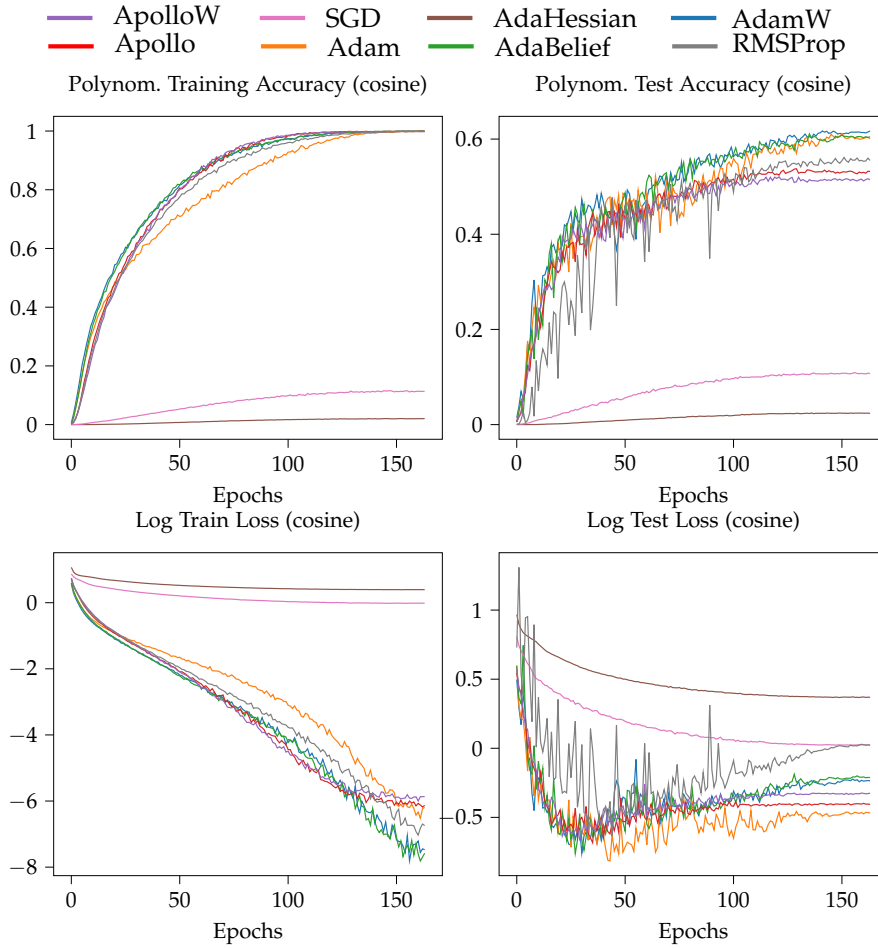 ApolloW SGD AdaHessian AdamW
Apollo Adam AdaBelief RMSProp
Polynom. Training Accuracy (cosine)
Polynom. Test Accuracy (cosine)
1
0.8
0.6
0.4
0.2
0
0 50 100 150
Epochs
0.6
0.4
0.2
0
0 50 100 150
Epochs
Log Train Loss (cosine)
Log Test Loss (cosine)
0
−2
−4
−6
−8
0 50 100 150
Epochs
1
0.5
0
−0.5
0 50 100 150
Epochs